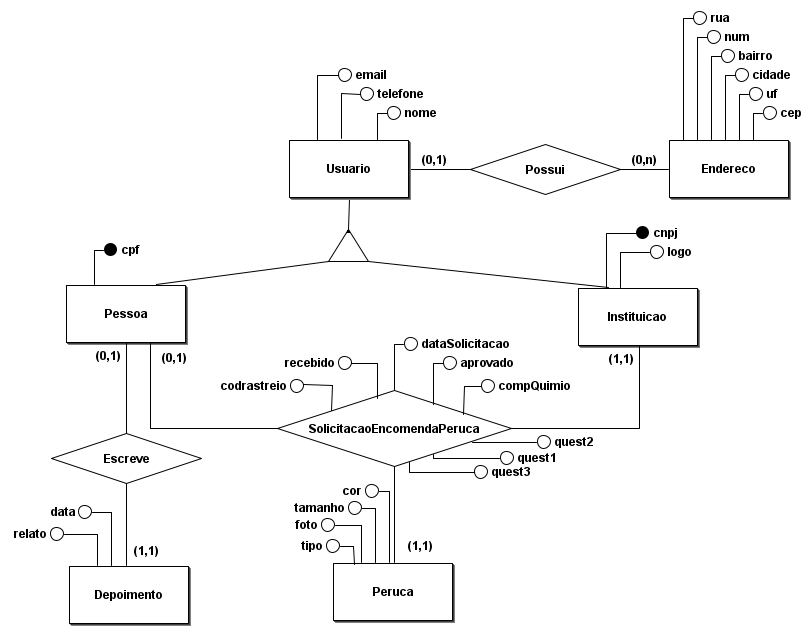 rua
num
bairro
cidade
uf
cep
email
telefone
nome
Usuario
(0,1)
Possui
(0,n)
Endereco
cpf
cnpj
logo
Pessoa
Instituicao
(0,1)
(0,1)
(1,1)
dataSolicitacao
recebido
aprovado
codrastreio
compQuimio
SolicitacaoEncomendaPeruca
quest2
quest1
quest3
Escreve
cor
tamanho
foto
tipo
data
relato
(1,1)
(1,1)
Depoimento
Peruca